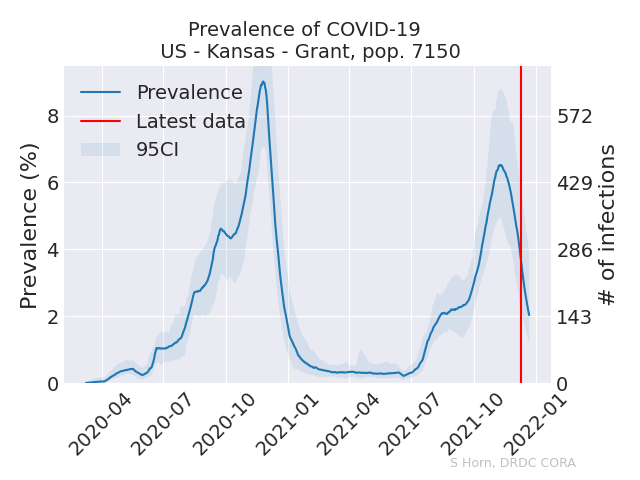 Prevalence of COVID-19
US - Kansas - Grant, pop. 7150
Prevalence
Latest data
95CI
Prevalence (%)
# of infections
8
6
4
2
0
572
429
286
143
0
2020-04
2020-07
2020-10
2021-01
2021-04
2021-07
2021-10
2022-01
S Horn, DRDC CORA